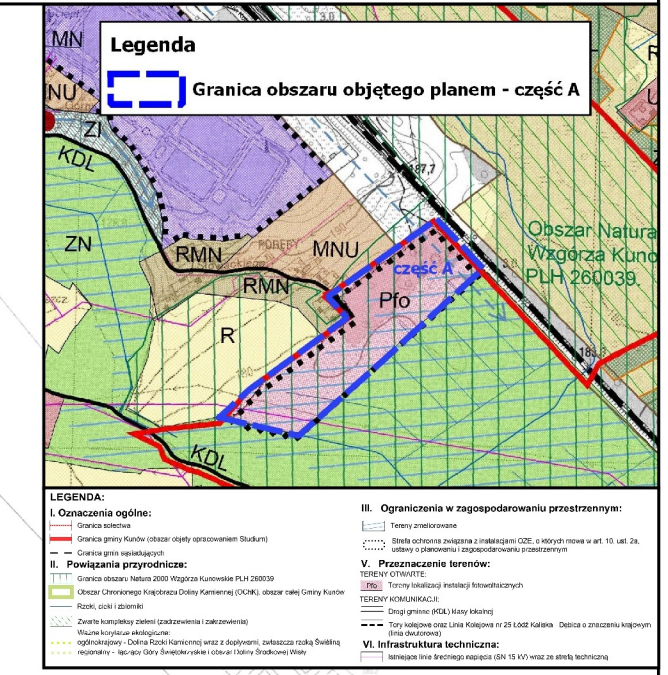 MN
Legenda
Granica obszaru objętego planem - część A
NU
ZI
KDL
187,7
ZN
RMN
MNU
RMN
Obszar Natura
Wzgórza Kuno
PLH 260039
część A
Pfo
R
KDL
LEGENDA:
I. Oznaczenia ogólne:
Granica sołectwa
Granica gminy Kunów (obszar objęty opracowaniem Studium)
Granica gmin sąsiadujących
II. Powiązania przyrodnicze:
Granica obszaru Natura 2000 Wzgórza Kunowskie PLH 260039
Obszar Chronionego Krajobrazu Doliny Kamiennej (OChK), obszar całej Gminy Kunów
Rzeki, cieki i zbiorniki
Zwarte kompleksy zieleni (zadrzewienia i zakrzewienia)
Ważne korytarze ekologiczne:
ogólnokrajowy - Dolina Rzeki Kamiennej wraz z dopływami, zwłaszcza rzeką Świśliną
regionalny - łączący Góry Świętokrzyskie i obszar Doliny Środkowej Wisły
III. Ograniczenia w zagospodarowaniu przestrzennym:
Tereny zmeliorowane
Strefa ochronna związana z instalacjami OZE, o których mowa w art. 10. ust. 2a,
ustawy o planowaniu i zagospodarowaniu przestrzennym
V. Przeznaczenie terenów:
TERENY OTWARTE:
Pfo Tereny lokalizacji instalacji fotowoltaicznych
TERENY KOMUNIKACJI:
Drogi gminne (KDL) klasy lokalnej
Tory kolejowe oraz Linia Kolejowa nr 25 Łódź Kaliska Dębica o znaczeniu krajowym
(linia dwutorowa)
VI. Infrastruktura techniczna:
Istniejące linie średniego napięcia (SN 15 kV) wraz ze strefą techniczną